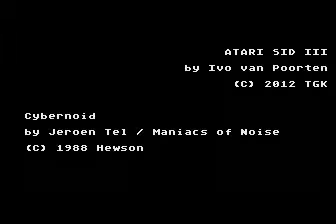 ATARI SID III
by Ivo van Poorten
(C) 2012 TGK
Cybernoid
by Jeroen Tel / Maniacs of Noise
(C) 1988 Hewson